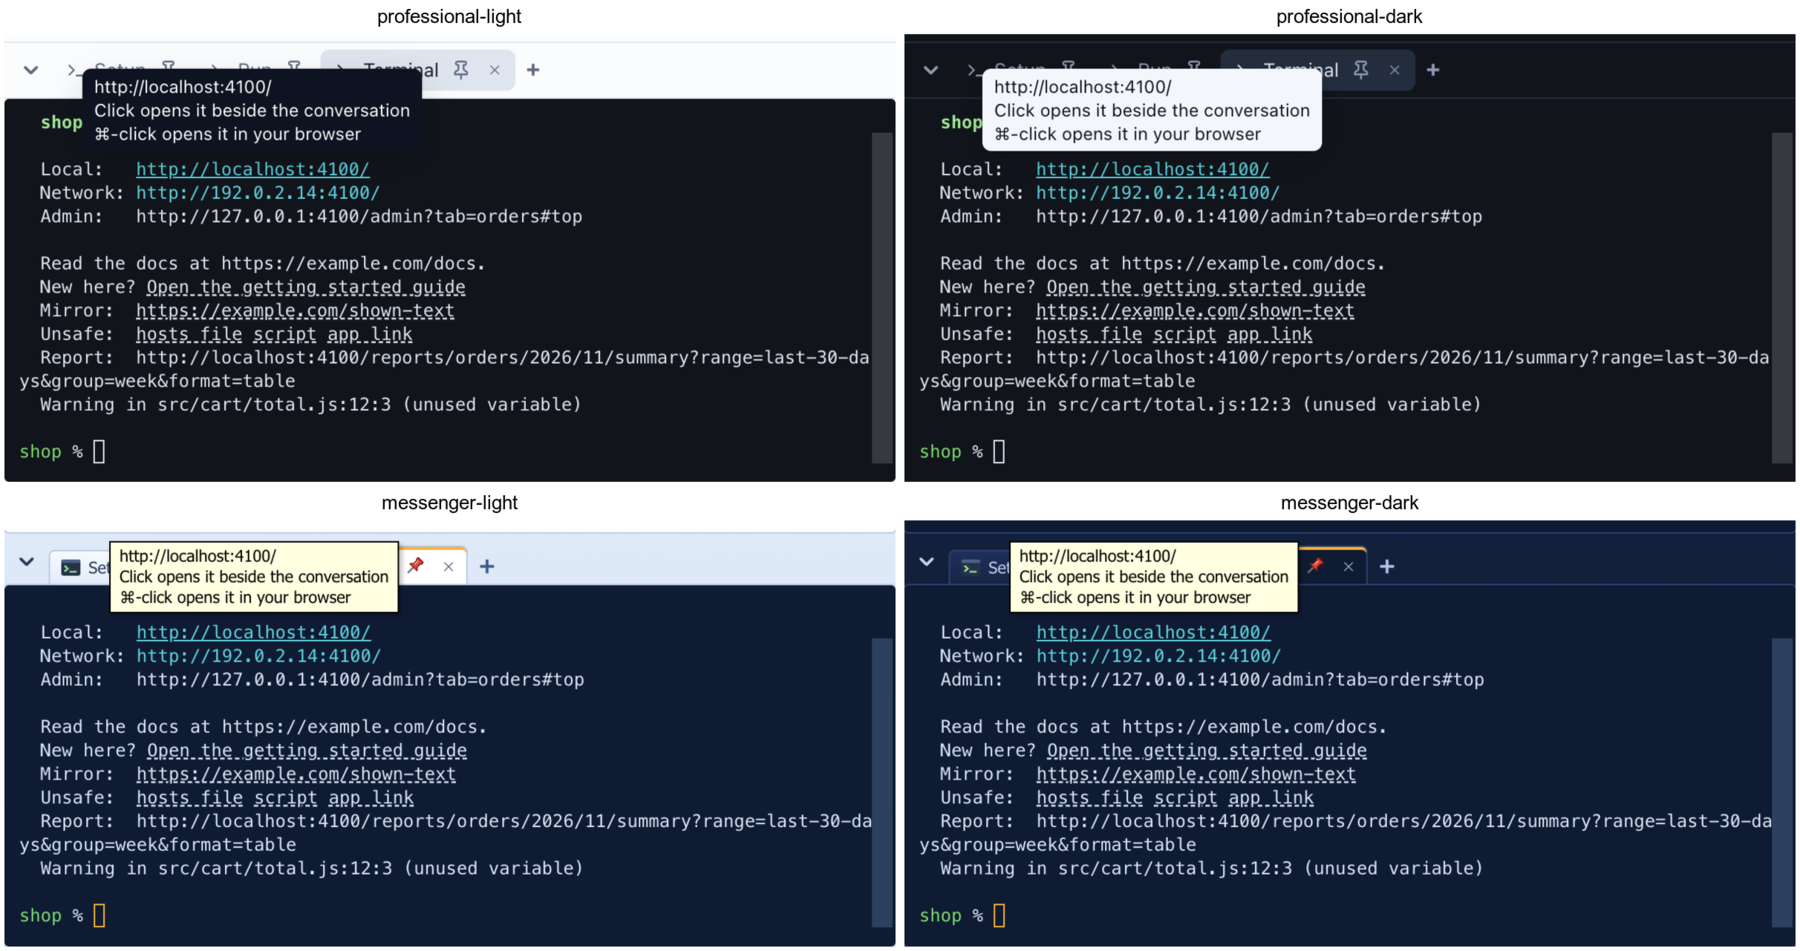 professional-light
Terminal
http://localhost:4100/
Click opens it beside the conversation
⌘-click opens it in your browser
shop
Local: http://localhost:4100/
Network: http://192.0.2.14:4100/
Admin: http://127.0.0.1:4100/admin?tab=orders#top
Read the docs at https://example.com/docs.
New here? Open the getting started guide
Mirror: https://example.com/shown-text
Unsafe: hosts file script app link
Report: http://localhost:4100/reports/orders/2026/11/summary?range=last-30-da
ys&group=week&format=table
Warning in src/cart/total.js:12:3 (unused variable)
shop %
professional-dark
Terminal
http://localhost:4100/
Click opens it beside the conversation
⌘-click opens it in your browser
shop
Local: http://localhost:4100/
Network: http://192.0.2.14:4100/
Admin: http://127.0.0.1:4100/admin?tab=orders#top
Read the docs at https://example.com/docs.
New here? Open the getting started guide
Mirror: https://example.com/shown-text
Unsafe: hosts file script app link
Report: http://localhost:4100/reports/orders/2026/11/summary?range=last-30-da
ys&group=week&format=table
Warning in src/cart/total.js:12:3 (unused variable)
shop %
messenger-light
Set
http://localhost:4100/
Click opens it beside the conversation
⌘-click opens it in your browser
Local: http://localhost:4100/
Network: http://192.0.2.14:4100/
Admin: http://127.0.0.1:4100/admin?tab=orders#top
Read the docs at https://example.com/docs.
New here? Open the getting started guide
Mirror: https://example.com/shown-text
Unsafe: hosts file script app link
Report: http://localhost:4100/reports/orders/2026/11/summary?range=last-30-da
ys&group=week&format=table
Warning in src/cart/total.js:12:3 (unused variable)
shop %
messenger-dark
Set
http://localhost:4100/
Click opens it beside the conversation
⌘-click opens it in your browser
Local: http://localhost:4100/
Network: http://192.0.2.14:4100/
Admin: http://127.0.0.1:4100/admin?tab=orders#top
Read the docs at https://example.com/docs.
New here? Open the getting started guide
Mirror: https://example.com/shown-text
Unsafe: hosts file script app link
Report: http://localhost:4100/reports/orders/2026/11/summary?range=last-30-da
ys&group=week&format=table
Warning in src/cart/total.js:12:3 (unused variable)
shop %